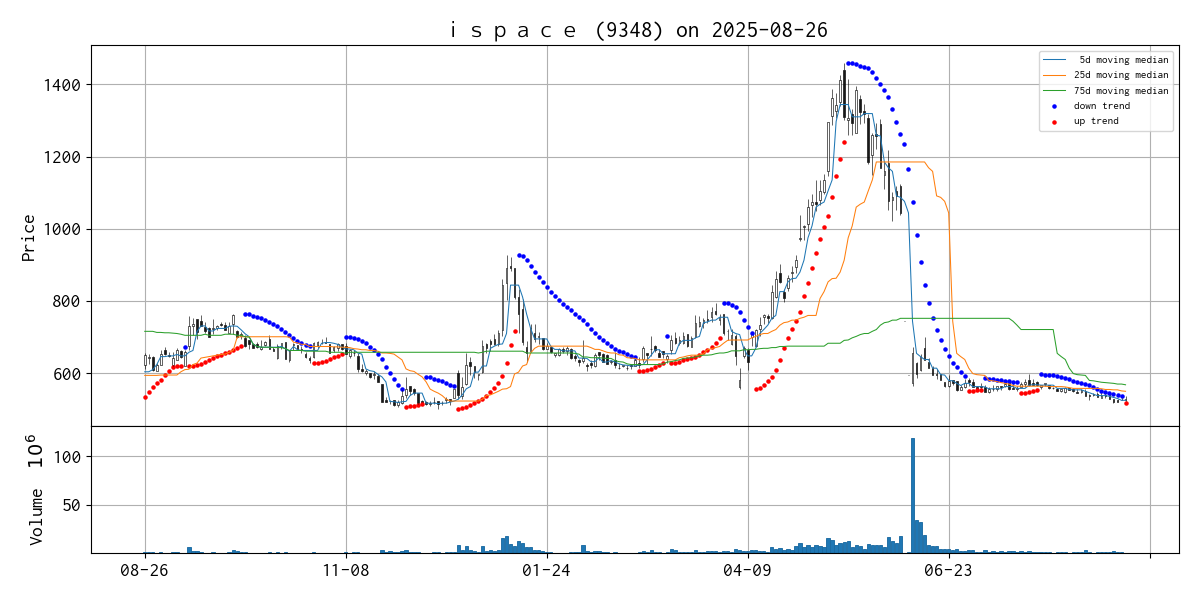 ｉｓｐａｃｅ (9348) on 2025-08-26
5d moving median
25d moving median
75d moving median
down trend
up trend
1400
1200
1000
800
600
Price
100
50
Volume 10⁶
08-26 11-08 01-24 04-09 06-23